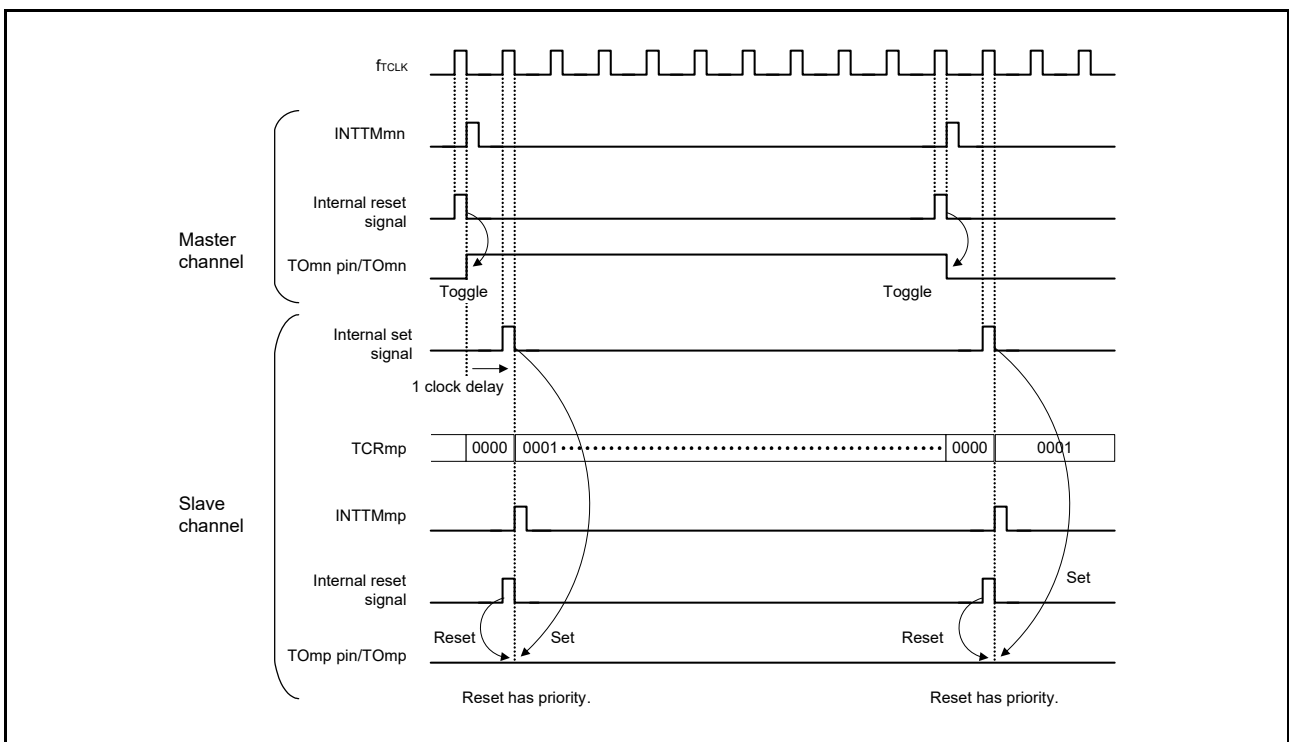 fTCLK
INTTMmn
Internal reset
signal
Master
channel
TOmn pin/TOmn
Toggle
Toggle
Internal set
signal
1 clock delay
TCRmp
0000
0001
0000
0001
Slave
channel
INTTMmp
Internal reset
signal
Set
Reset
Set
Reset
TOmp pin/TOmp
Reset has priority.
Reset has priority.